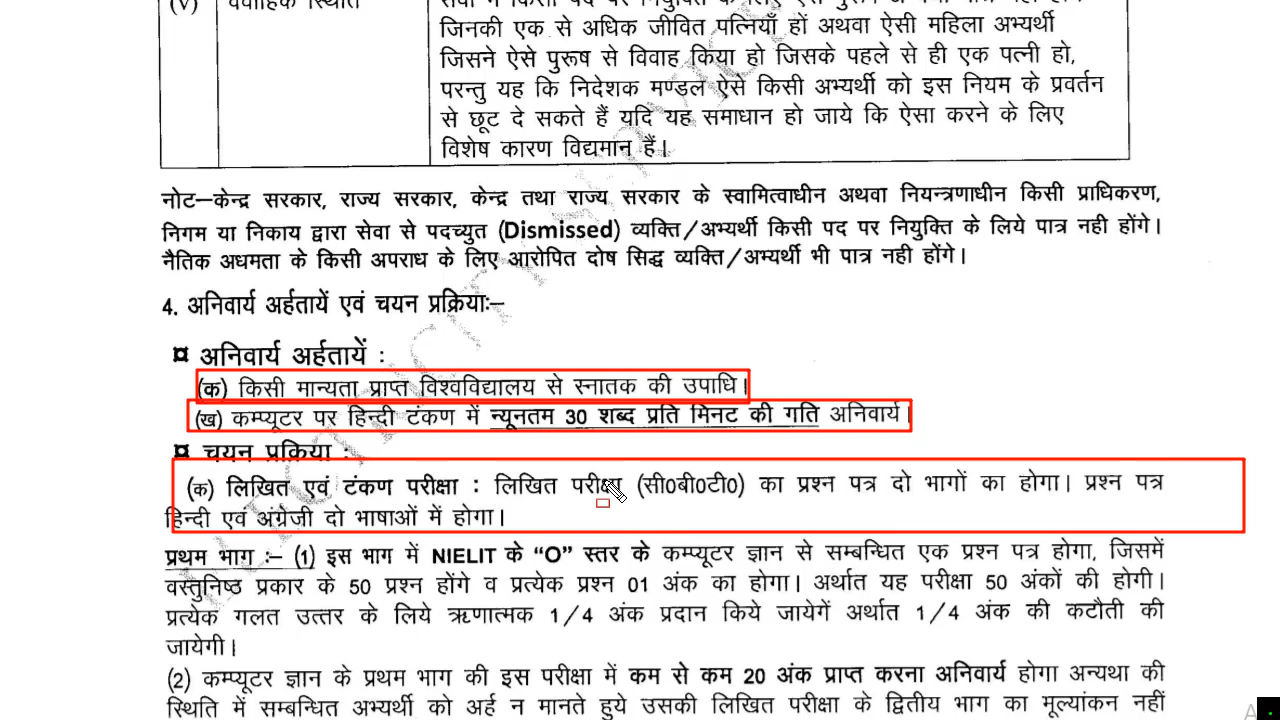 (V) वैवाहिक स्थिति
जिनकी एक से अधिक जीवित पत्नियाँ हों अथवा ऐसी महिला अभ्यर्थी
जिसने ऐसे पुरूष से विवाह किया हो जिसके पहले से ही एक पत्नी हो,
परन्तु यह कि निदेशक मण्डल ऐसे किसी अभ्यर्थी को इस नियम के प्रवर्तन
से छूट दे सकते हैं यदि यह समाधान हो जाये कि ऐसा करने के लिए
विशेष कारण विद्यमान हैं।
नोट–केन्द्र सरकार, राज्य सरकार, केन्द्र तथा राज्य सरकार के स्वामित्वाधीन अथवा नियन्त्रणाधीन किसी प्राधिकरण,
निगम या निकाय द्वारा सेवा से पदच्युत (Dismissed) व्यक्ति/अभ्यर्थी किसी पद पर नियुक्ति के लिये पात्र नही होंगे।
नैतिक अधमता के किसी अपराध के लिए आरोपित दोष सिद्ध व्यक्ति/अभ्यर्थी भी पात्र नही होंगे।
4. अनिवार्य अर्हतायें एवं चयन प्रक्रियाः–
¤ अनिवार्य अर्हतायें :
(क) किसी मान्यता प्राप्त विश्वविद्यालय से स्नातक की उपाधि।
(ख) कम्प्यूटर पर हिन्दी टंकण में न्यूनतम 30 शब्द प्रति मिनट की गति अनिवार्य।
¤ चयन प्रक्रिया :
(क) लिखित एवं टंकण परीक्षा : लिखित परीक्षा (सी0बी0टी0) का प्रश्न पत्र दो भागों का होगा। प्रश्न पत्र
हिन्दी एवं अंग्रेजी दो भाषाओं में होगा।
प्रथम भाग :– (1) इस भाग में NIELIT के “O” स्तर के कम्प्यूटर ज्ञान से सम्बन्धित एक प्रश्न पत्र होगा, जिसमें
वस्तुनिष्ठ प्रकार के 50 प्रश्न होंगे व प्रत्येक प्रश्न 01 अंक का होगा। अर्थात यह परीक्षा 50 अंकों की होगी।
प्रत्येक गलत उत्तर के लिये ऋणात्मक 1/4 अंक प्रदान किये जायेगें अर्थात 1/4 अंक की कटौती की
जायेगी।
(2) कम्प्यूटर ज्ञान के प्रथम भाग की इस परीक्षा में कम से कम 20 अंक प्राप्त करना अनिवार्य होगा अन्यथा की
स्थिति में सम्बन्धित अभ्यर्थी को अर्ह न मानते हुये उसकी लिखित परीक्षा के द्वितीय भाग का मूल्यांकन नहीं